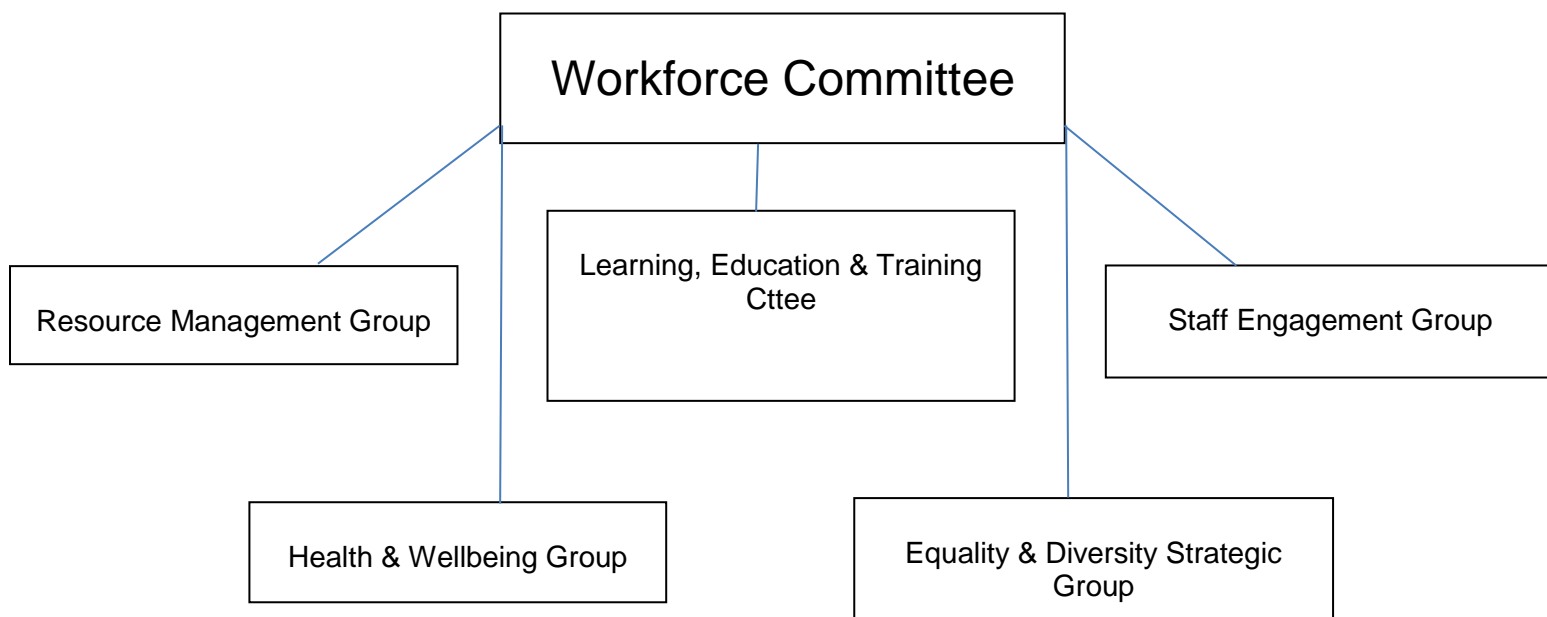 Workforce Committee
Learning, Education & Training
Cttee
Resource Management Group
Staff Engagement Group
Health & Wellbeing Group
Equality & Diversity Strategic
Group